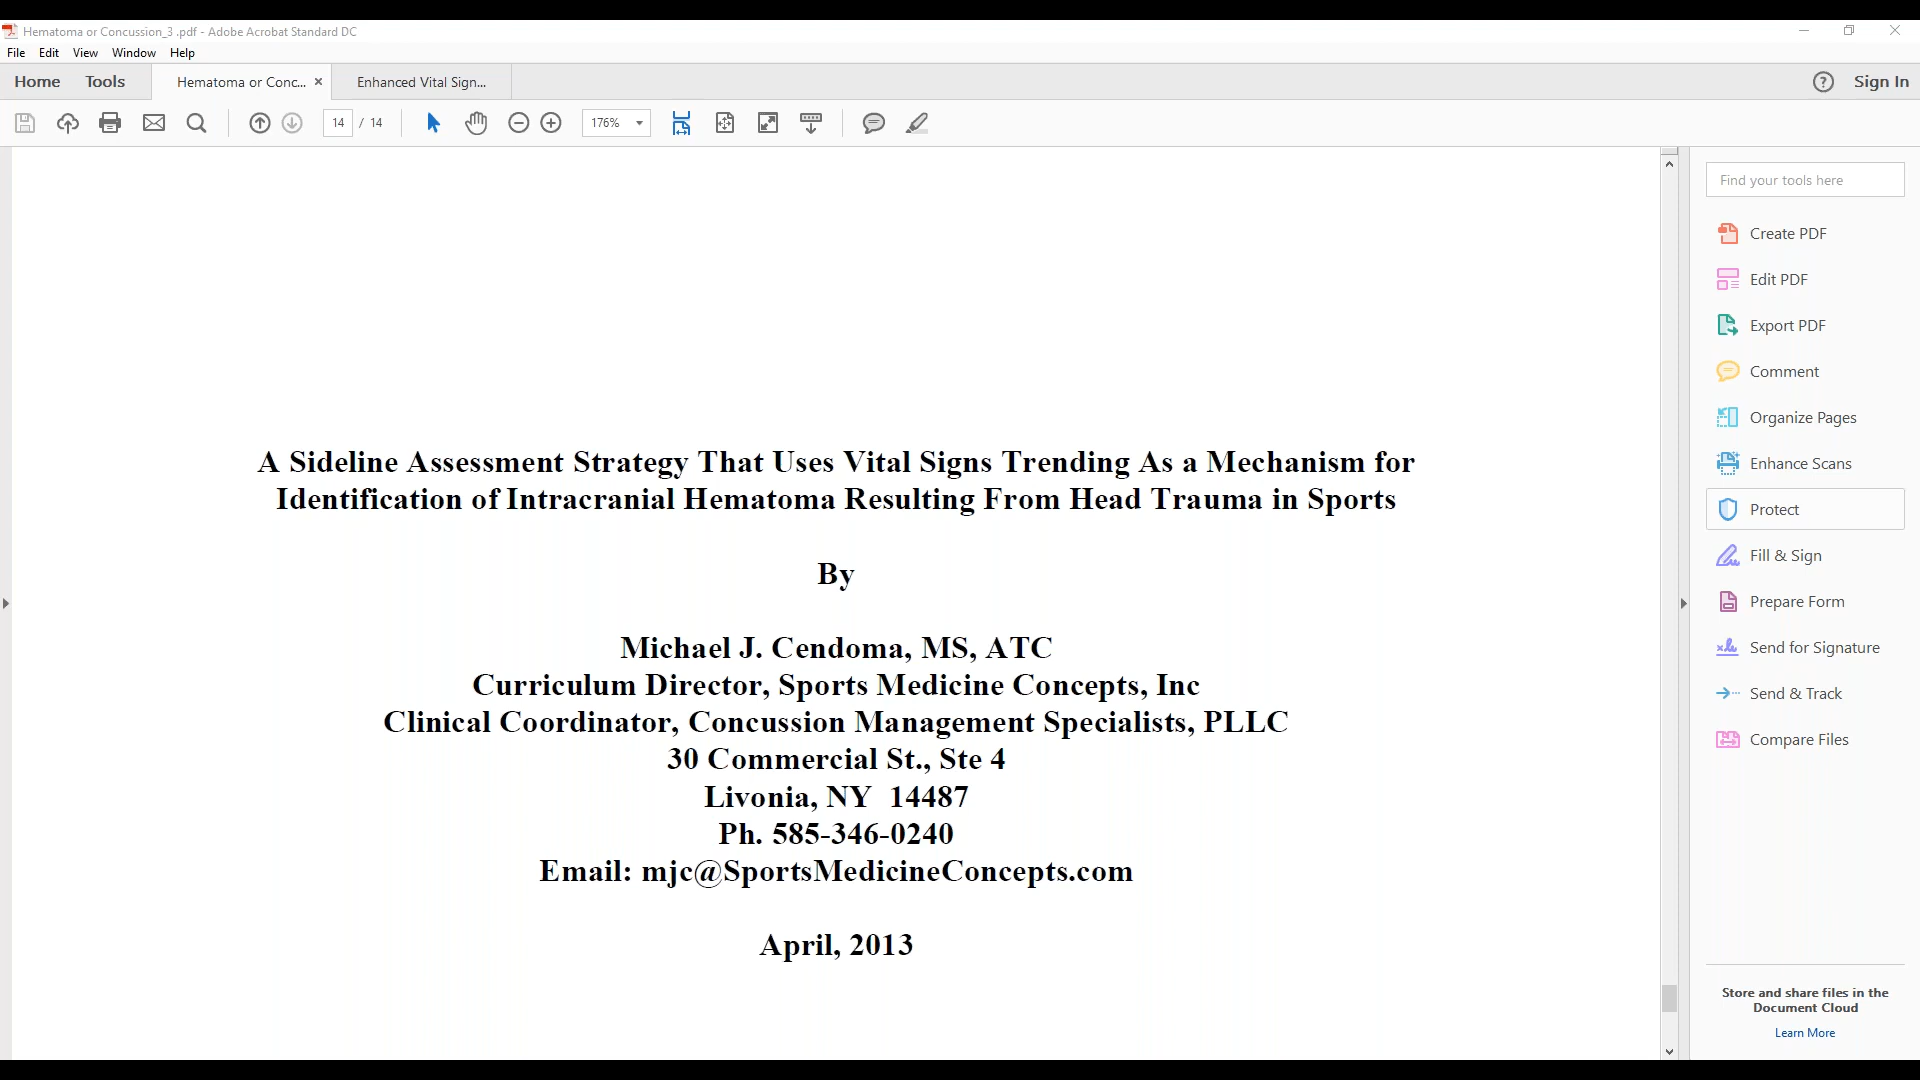 Hematoma or Concussion_3 .pdf - Adobe Acrobat Standard DC
File Edit View Window Help
Home Tools Hematoma or Conc... × Enhanced Vital Sign... ? Sign In
14 / 14 176%
Find your tools here
Create PDF
Edit PDF
Export PDF
Comment
Organize Pages
Enhance Scans
Protect
Fill & Sign
Prepare Form
Send for Signature
Send & Track
Compare Files
Store and share files in the
Document Cloud
Learn More
A Sideline Assessment Strategy That Uses Vital Signs Trending As a Mechanism for
Identification of Intracranial Hematoma Resulting From Head Trauma in Sports
By
Michael J. Cendoma, MS, ATC
Curriculum Director, Sports Medicine Concepts, Inc
Clinical Coordinator, Concussion Management Specialists, PLLC
30 Commercial St., Ste 4
Livonia, NY 14487
Ph. 585-346-0240
Email: mjc@SportsMedicineConcepts.com
April, 2013